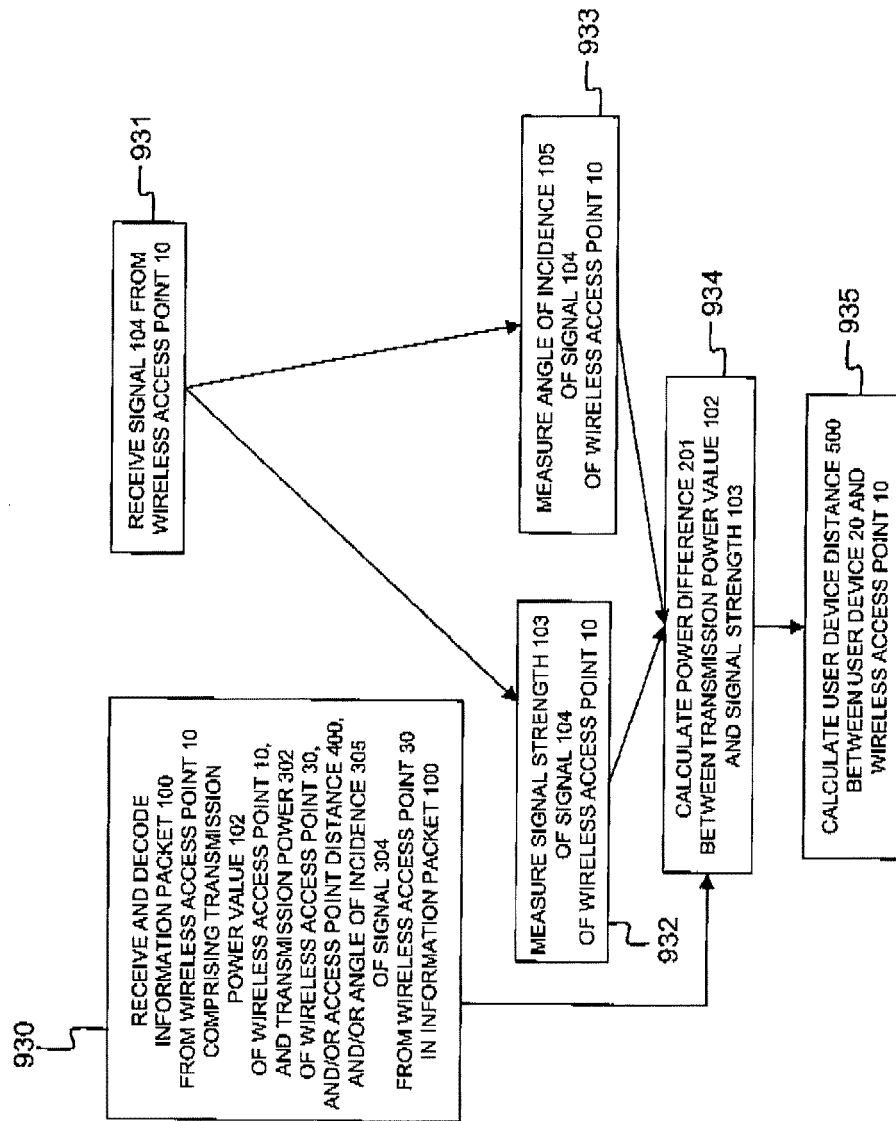 930
RECEIVE AND DECODE
INFORMATION PACKET 100
FROM WIRELESS ACCESS POINT 10
COMPRISING TRANSMISSION
POWER VALUE 102
OF WIRELESS ACCESS POINT 10,
AND TRANSMISSION POWER 302
OF WIRELESS ACCESS POINT 30,
AND/OR ACCESS POINT DISTANCE 400,
AND/OR ANGLE OF INCIDENCE 305
OF SIGNAL 304
FROM WIRELESS ACCESS POINT 30
IN INFORMATION PACKET 100
931
RECEIVE SIGNAL 104 FROM
WIRELESS ACCESS POINT 10
932
MEASURE SIGNAL STRENGTH 103
OF SIGNAL 104
OF WIRELESS ACCESS POINT 10
933
MEASURE ANGLE OF INCIDENCE 105
OF SIGNAL 104
OF WIRELESS ACCESS POINT 10
934
CALCULATE POWER DIFFERENCE 201
BETWEEN TRANSMISSION POWER VALUE 102
AND SIGNAL STRENGTH 103
935
CALCULATE USER DEVICE DISTANCE 500
BETWEEN USER DEVICE 20 AND
WIRELESS ACCESS POINT 10